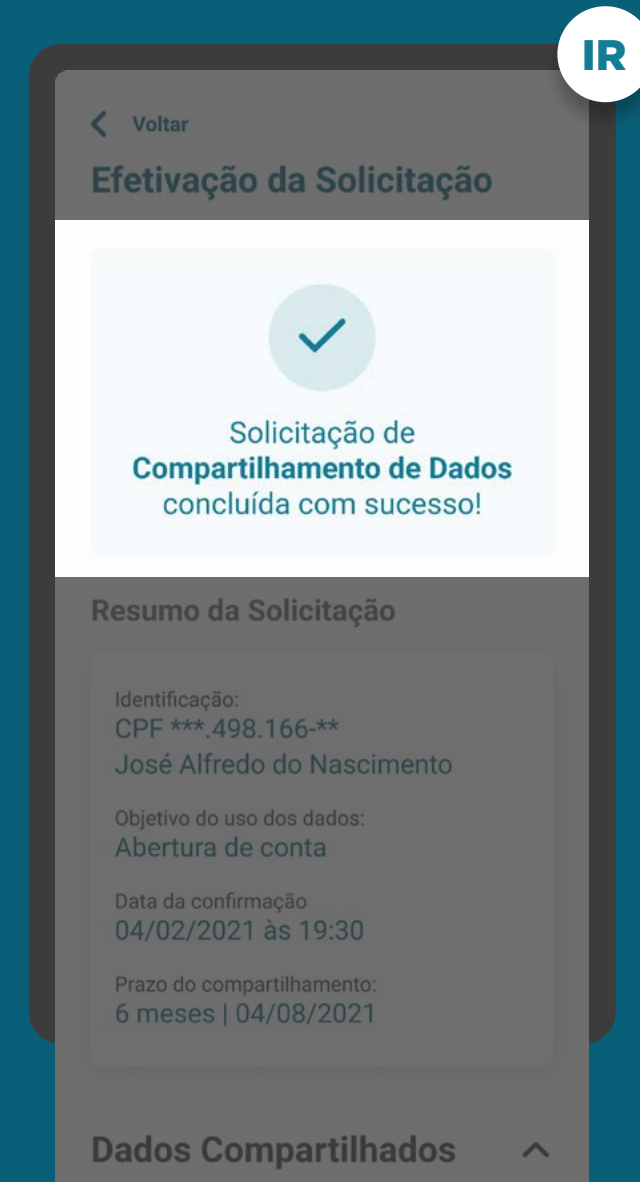 IR
Voltar
Efetivação da Solicitação
Solicitação de
Compartilhamento de Dados
concluída com sucesso!
Resumo da Solicitação
Identificação:
CPF ***.498.166-**
José Alfredo do Nascimento
Objetivo do uso dos dados:
Abertura de conta
Data da confirmação
04/02/2021 às 19:30
Prazo do compartilhamento:
6 meses | 04/08/2021
Dados Compartilhados